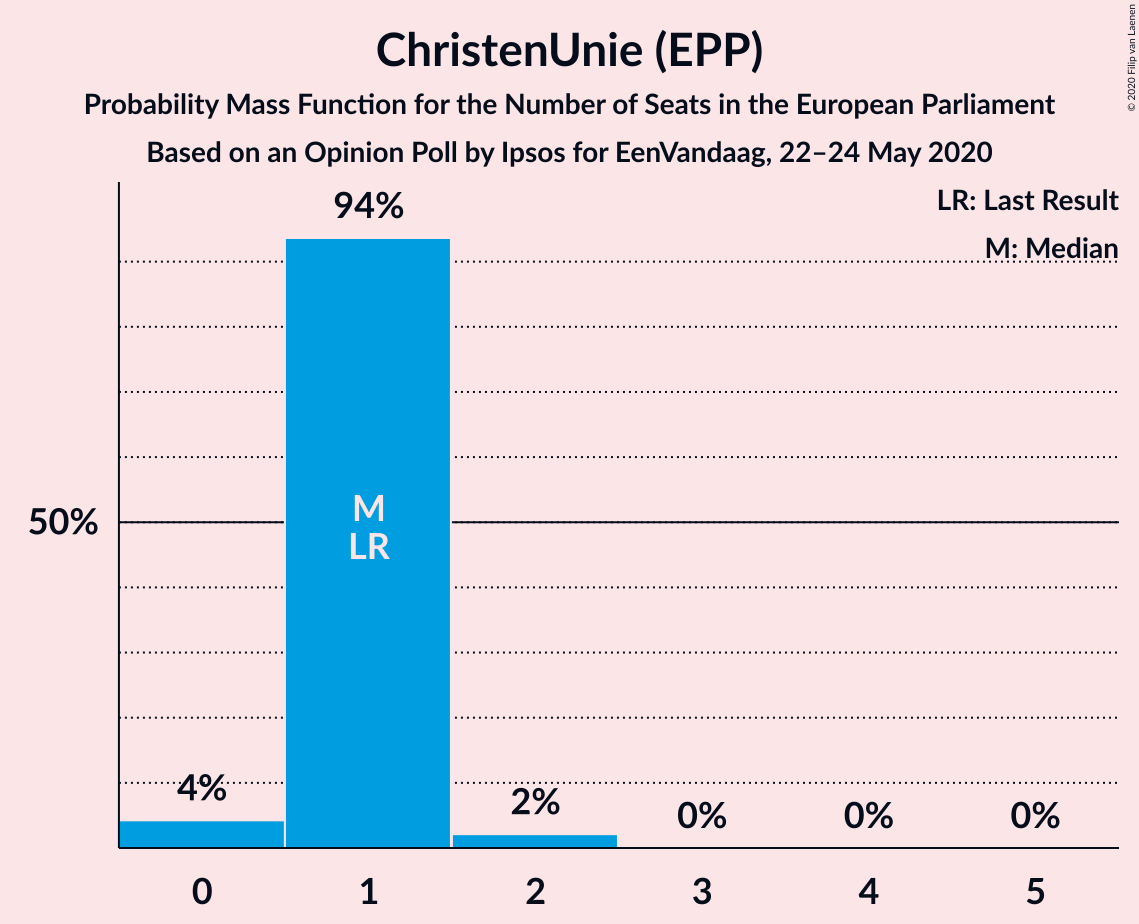 ChristenUnie (EPP)
Probability Mass Function for the Number of Seats in the European Parliament
Based on an Opinion Poll by Ipsos for EenVandaag, 22–24 May 2020
© 2020 Filip van Laenen
LR: Last Result
M: Median
94%
50%
M
LR
4%
2%
0%
0%
0%
0
1
2
3
4
5